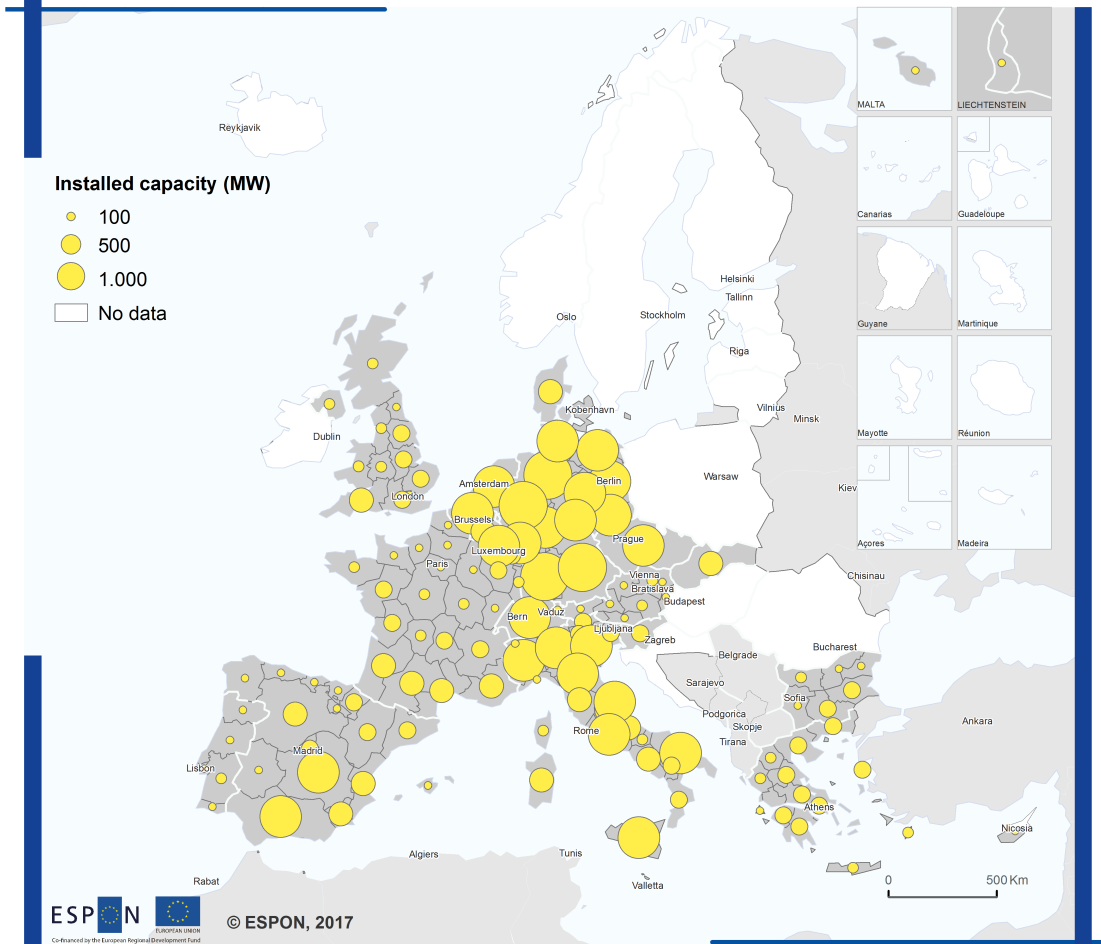 MALTA
LIECHTENSTEIN
Reykjavik
Installed capacity (MW)
100
500
1.000
No data
Canarias
Guadeloupe
Guyane
Martinique
Mayotte
Réunion
Açores
Madeira
Helsinki
Tallinn
Oslo
Stockholm
Riga
København
Vilnius
Minsk
Dublin
Warsaw
Kiev
Amsterdam
Berlin
London
Brussels
Prague
Luxembourg
Paris
Vienna
Bratislava
Chisinau
Budapest
Bern
Vaduz
Ljubljana
Zagreb
Bucharest
Belgrade
Sarajevo
Sofia
Podgorica
Skopje
Ankara
Rome
Tirana
Madrid
Lisbon
Athens
Nicosia
Algiers
Tunis
Rabat
Valletta
0
500 Km
ESPON
EUROPEAN UNION
Co-financed by the European Regional Development Fund
© ESPON, 2017